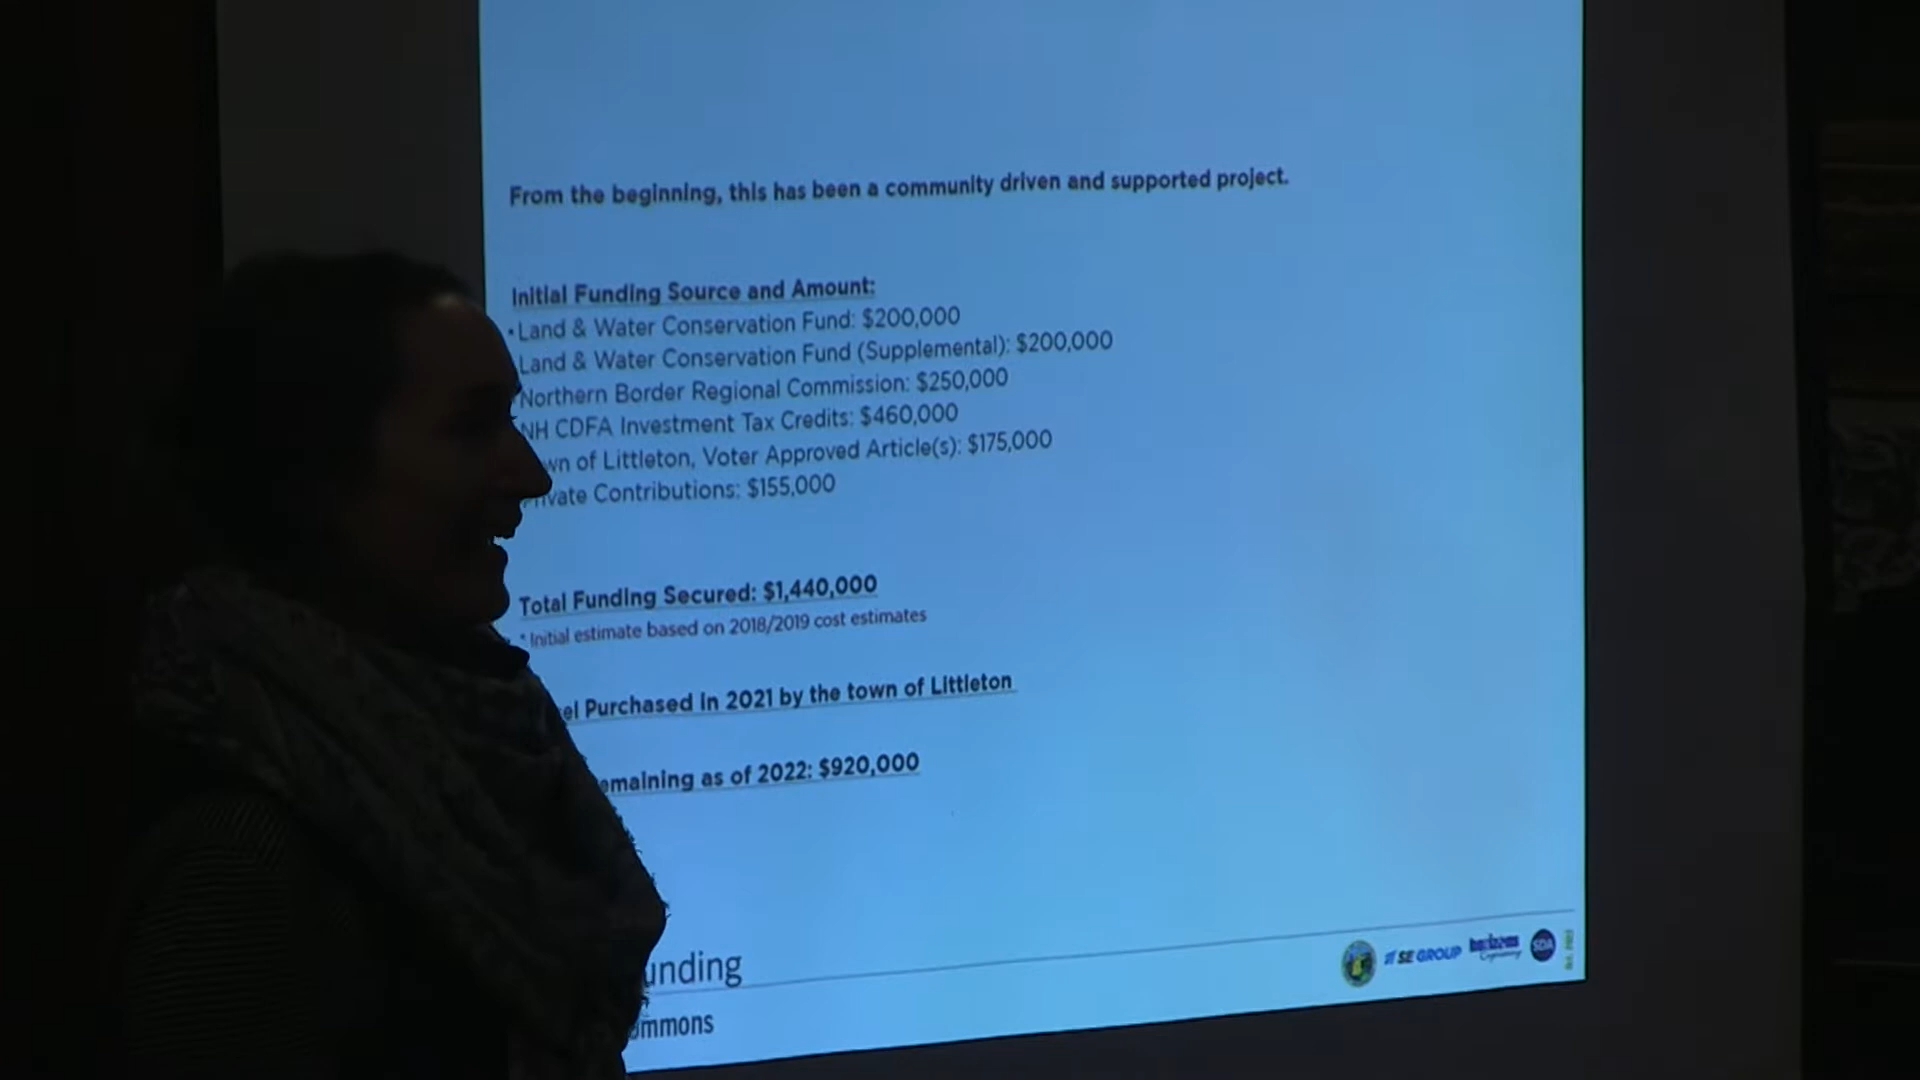 From the beginning, this has been a community driven and supported project.
Initial Funding Source and Amount:
• Land & Water Conservation Fund: $200,000
Land & Water Conservation Fund (Supplemental): $200,000
Northern Border Regional Commission: $250,000
NH CDFA Investment Tax Credits: $460,000
wn of Littleton, Voter Approved Article(s): $175,000
Private Contributions: $155,000
Total Funding Secured: $1,440,000
* Initial estimate based on 2018/2019 cost estimates
el Purchased in 2021 by the town of Littleton
emaining as of 2022: $920,000
unding
SE GROUP
SDA
ommons